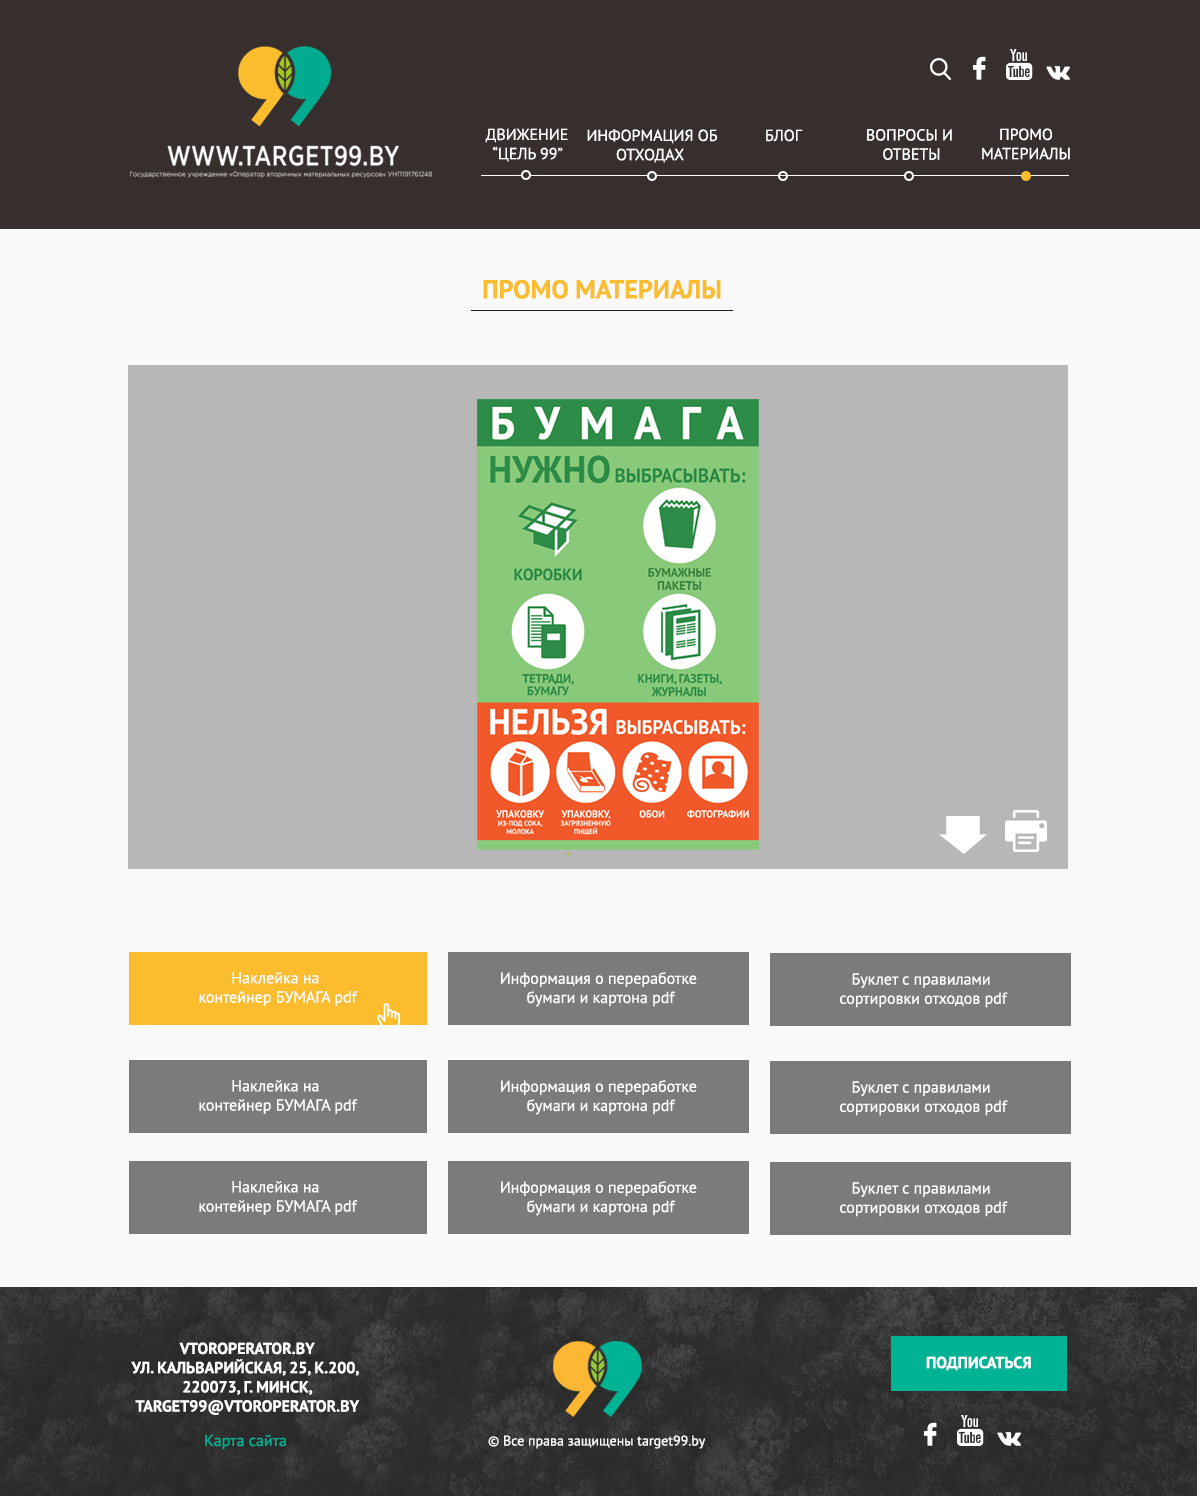 99
WWW.TARGET99.BY
Государственное учреждение «Оператор вторичных материальных ресурсов» УНП191761248
You
Tube
ДВИЖЕНИЕ
“ЦЕЛЬ 99”
ИНФОРМАЦИЯ ОБ
ОТХОДАХ
БЛОГ
ВОПРОСЫ И
ОТВЕТЫ
ПРОМО
МАТЕРИАЛЫ
ПРОМО МАТЕРИАЛЫ
БУМАГА
НУЖНО ВЫБРАСЫВАТЬ:
КОРОБКИ
БУМАЖНЫЕ
ПАКЕТЫ
ТЕТРАДИ,
БУМАГУ
КНИГИ, ГАЗЕТЫ,
ЖУРНАЛЫ
НЕЛЬЗЯ ВЫБРАСЫВАТЬ:
УПАКОВКУ
ИЗ-ПОД СОКА,
МОЛОКА
УПАКОВКУ,
ЗАГРЯЗНЕННУЮ
ПИЩЕЙ
ОБОИ
ФОТОГРАФИИ
Наклейка на
контейнер БУМАГА pdf
Информация о переработке
бумаги и картона pdf
Буклет с правилами
сортировки отходов pdf
Наклейка на
контейнер БУМАГА pdf
Информация о переработке
бумаги и картона pdf
Буклет с правилами
сортировки отходов pdf
Наклейка на
контейнер БУМАГА pdf
Информация о переработке
бумаги и картона pdf
Буклет с правилами
сортировки отходов pdf
VTOROPERATOR.BY
УЛ. КАЛЬВАРИЙСКАЯ, 25, К.200,
220073, Г. МИНСК,
TARGET99@VTOROPERATOR.BY
Карта сайта
99
© Все права защищены target99.by
ПОДПИСАТЬСЯ
You
Tube